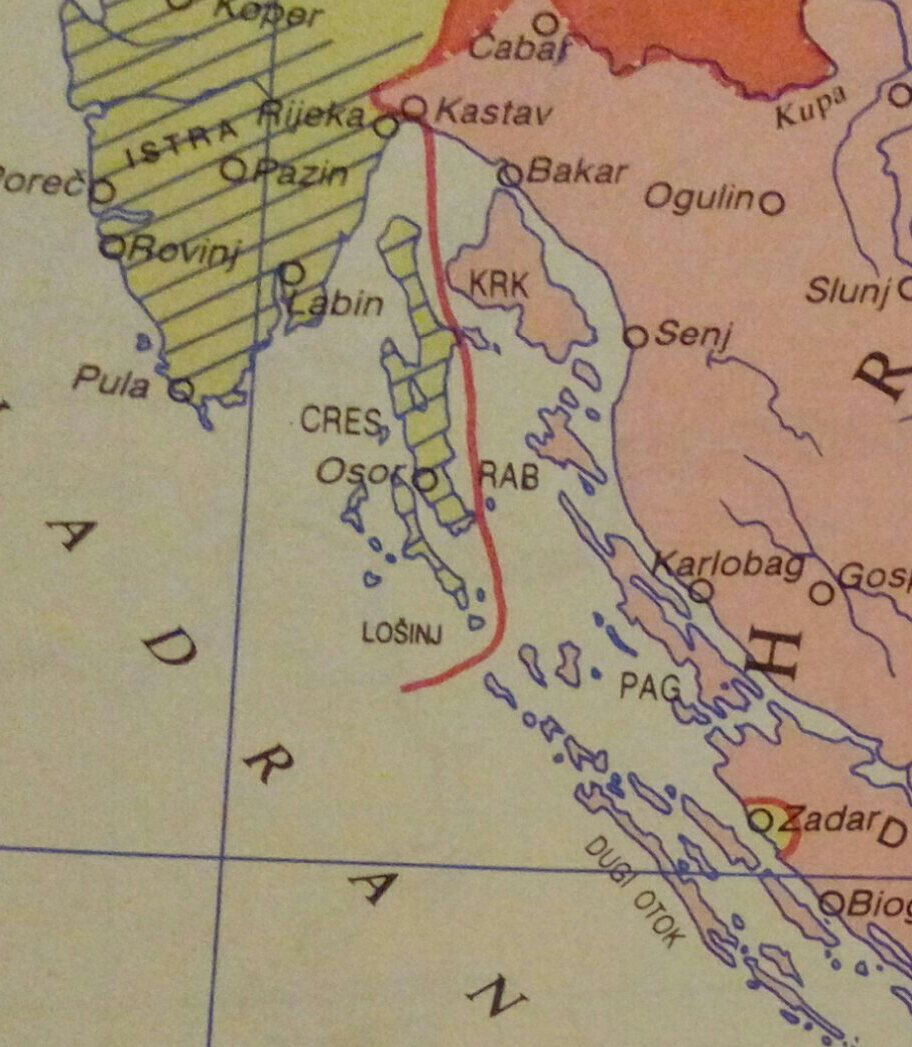 Koper
Čabar
Kupa
Rijeka
Kastav
ISTRA
Pazin
Bakar
Poreč
Ogulin
Rovinj
KRK
Slunj
Labin
Senj
R
Pula
CRES
Osor
RAB
A
Karlobag
Gosp
LOŠINJ
D
H
PAG
R
Zadar
D
DUGI OTOK
A
Biog
N